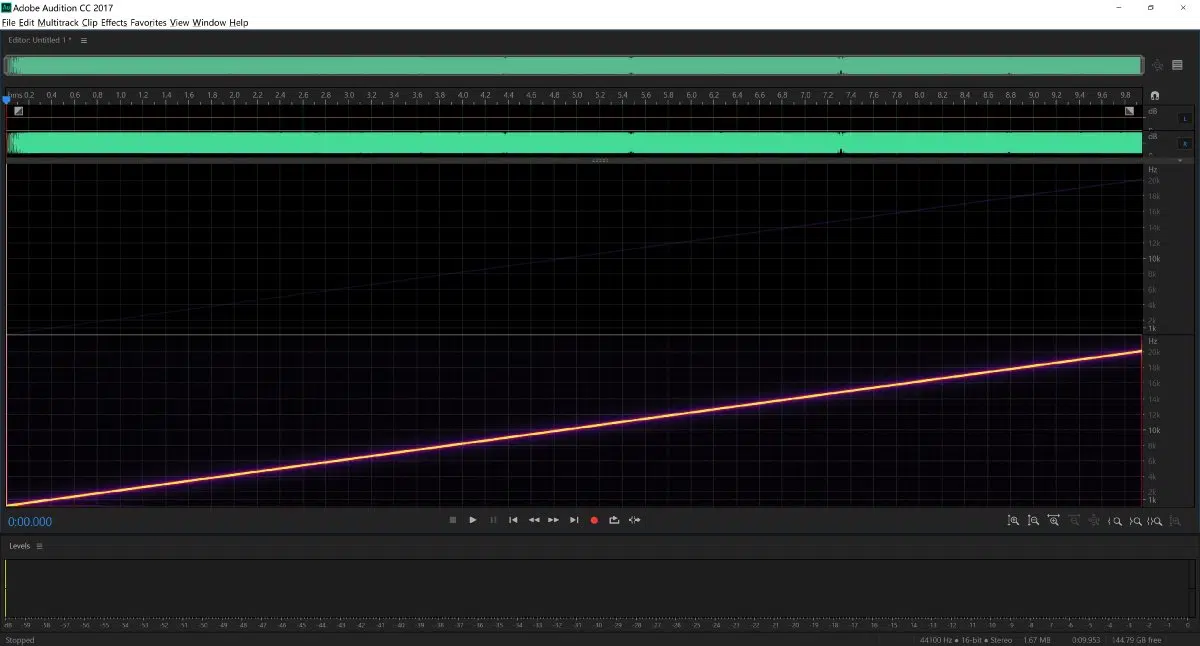 Adobe Audition CC 2017
File Edit Multitrack Clip Effects Favorites View Window Help
Editor: Untitled 1 *
hms 0.2 0.4 0.6 0.8 1.0 1.2 1.4 1.6 1.8 2.0 2.2 2.4 2.6 2.8 3.0 3.2 3.4 3.6 3.8 4.0 4.2 4.4 4.6 4.8 5.0 5.2 5.4 5.6 5.8 6.0 6.2 6.4 6.6 6.8 7.0 7.2 7.4 7.6 7.8 8.0 8.2 8.4 8.6 8.8 9.0 9.2 9.4 9.6 9.8
dB
L
dB
R
Hz
20k
18k
16k
14k
12k
10k
8k
6k
4k
2k
1k
Hz
20k
18k
16k
14k
12k
10k
8k
6k
4k
2k
1k
0:00.000
Levels
dB -59 -58 -57 -56 -55 -54 -53 -52 -51 -50 -49 -48 -47 -46 -45 -44 -43 -42 -41 -40 -39 -38 -37 -36 -35 -34 -33 -32 -31 -30 -29 -28 -27 -26 -25 -24 -23 -22 -21 -20 -19 -18 -17 -16 -15 -14 -13 -12 -11 -10 -9 -8 -7 -6 -5 -4 -3 -2 -1 0
Stopped
44100 Hz ● 16-bit ● Stereo 1.67 MB 0:09.953 144.79 GB free